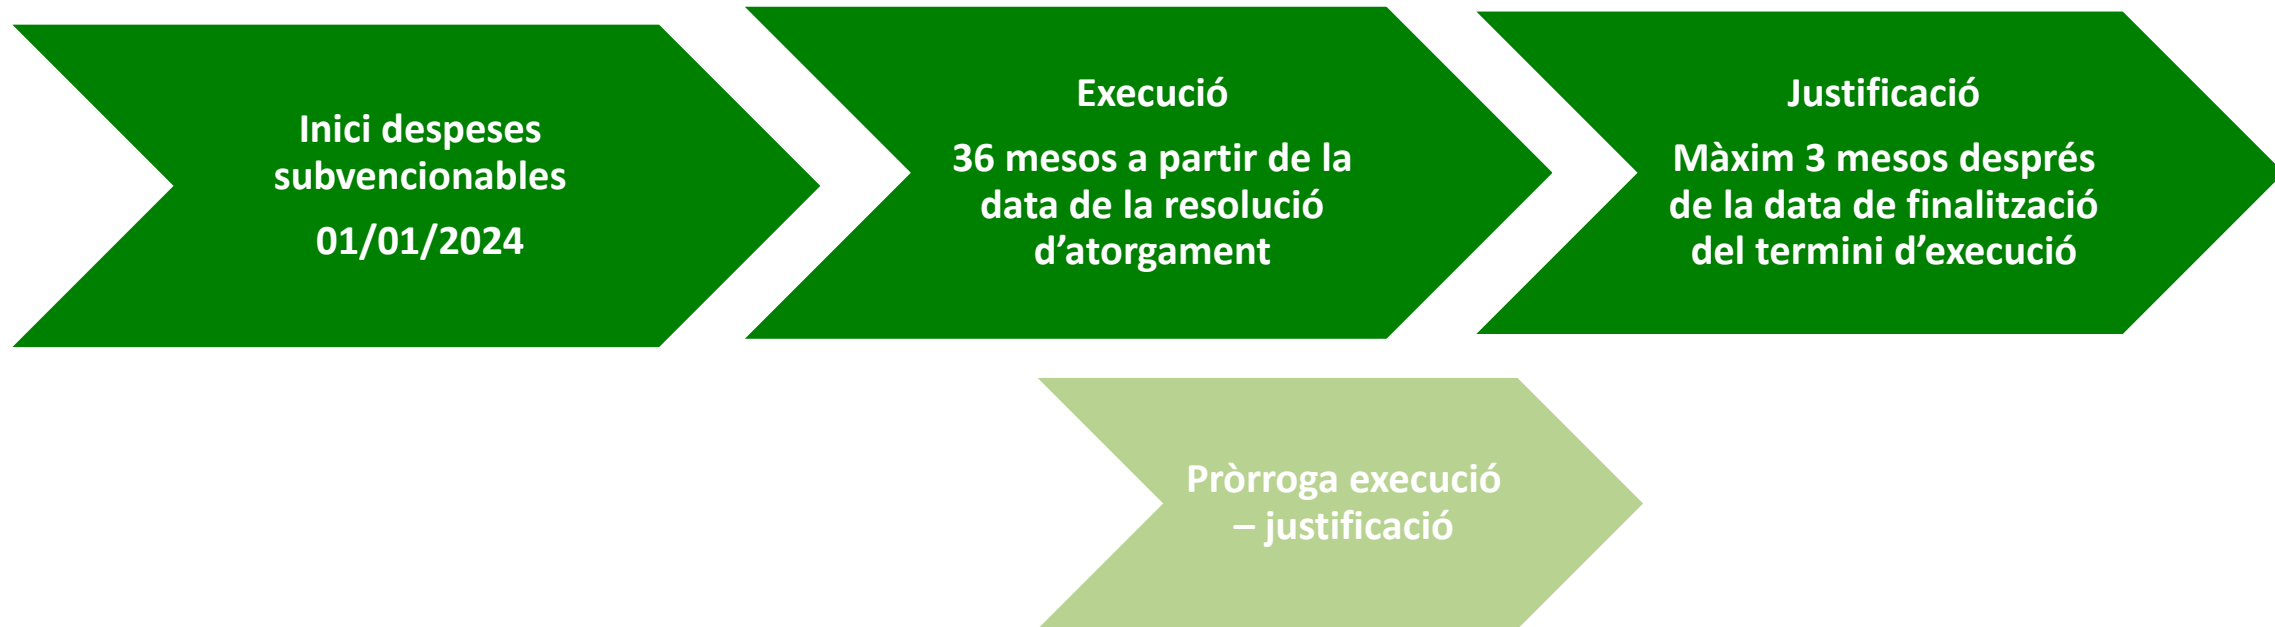 Inici despeses
subvencionables
01/01/2024
Execució
36 mesos a partir de la
data de la resolució
d’atorgament
Justificació
Màxim 3 mesos després
de la data de finalització
del termini d’execució
Pròrroga execució
– justificació